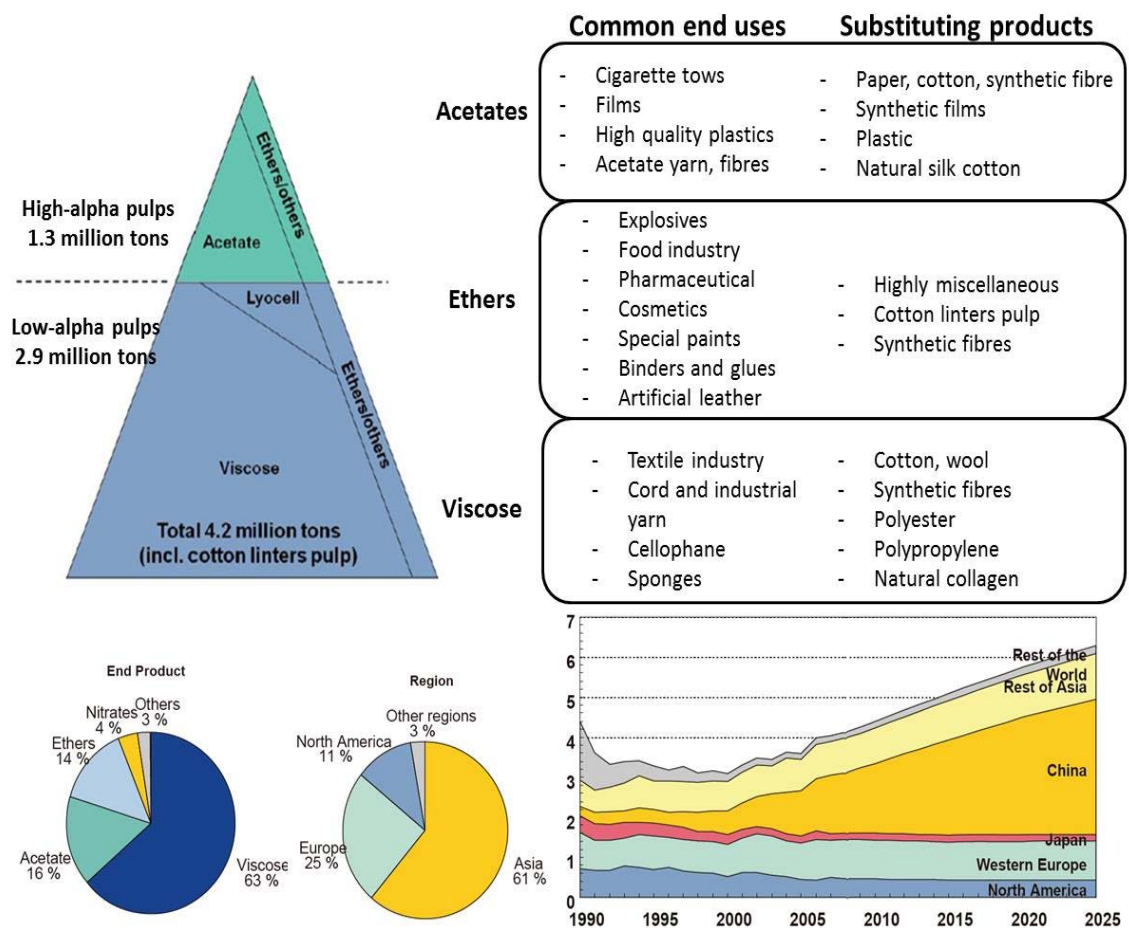 Common end uses
Substituting products
Acetates
- Cigarette tows
- Films
- High quality plastics
- Acetate yarn, fibres
- Paper, cotton, synthetic fibre
- Synthetic films
- Plastic
- Natural silk cotton
Ethers
- Explosives
- Food industry
- Pharmaceutical
- Cosmetics
- Special paints
- Binders and glues
- Artificial leather
- Highly miscellaneous
- Cotton linters pulp
- Synthetic fibres
Viscose
- Textile industry
- Cord and industrial
yarn
- Cellophane
- Sponges
- Cotton, wool
- Synthetic fibres
- Polyester
- Polypropylene
- Natural collagen
High-alpha pulps
1.3 million tons
Low-alpha pulps
2.9 million tons
Ethers/others
Acetate
Lyocell
Ethers/others
Viscose
Total 4.2 million tons
(incl. cotton linters pulp)
End Product
Others
3 %
Nitrates
4 %
Ethers
14 %
Acetate
16 %
Viscose
63 %
Region
Other regions
3 %
North America
11 %
Europe
25 %
Asia
61 %
7
6
5
4
3
2
1
0
Rest of the
World
Rest of Asia
China
Japan
Western Europe
North America
1990 1995 2000 2005 2010 2015 2020 2025